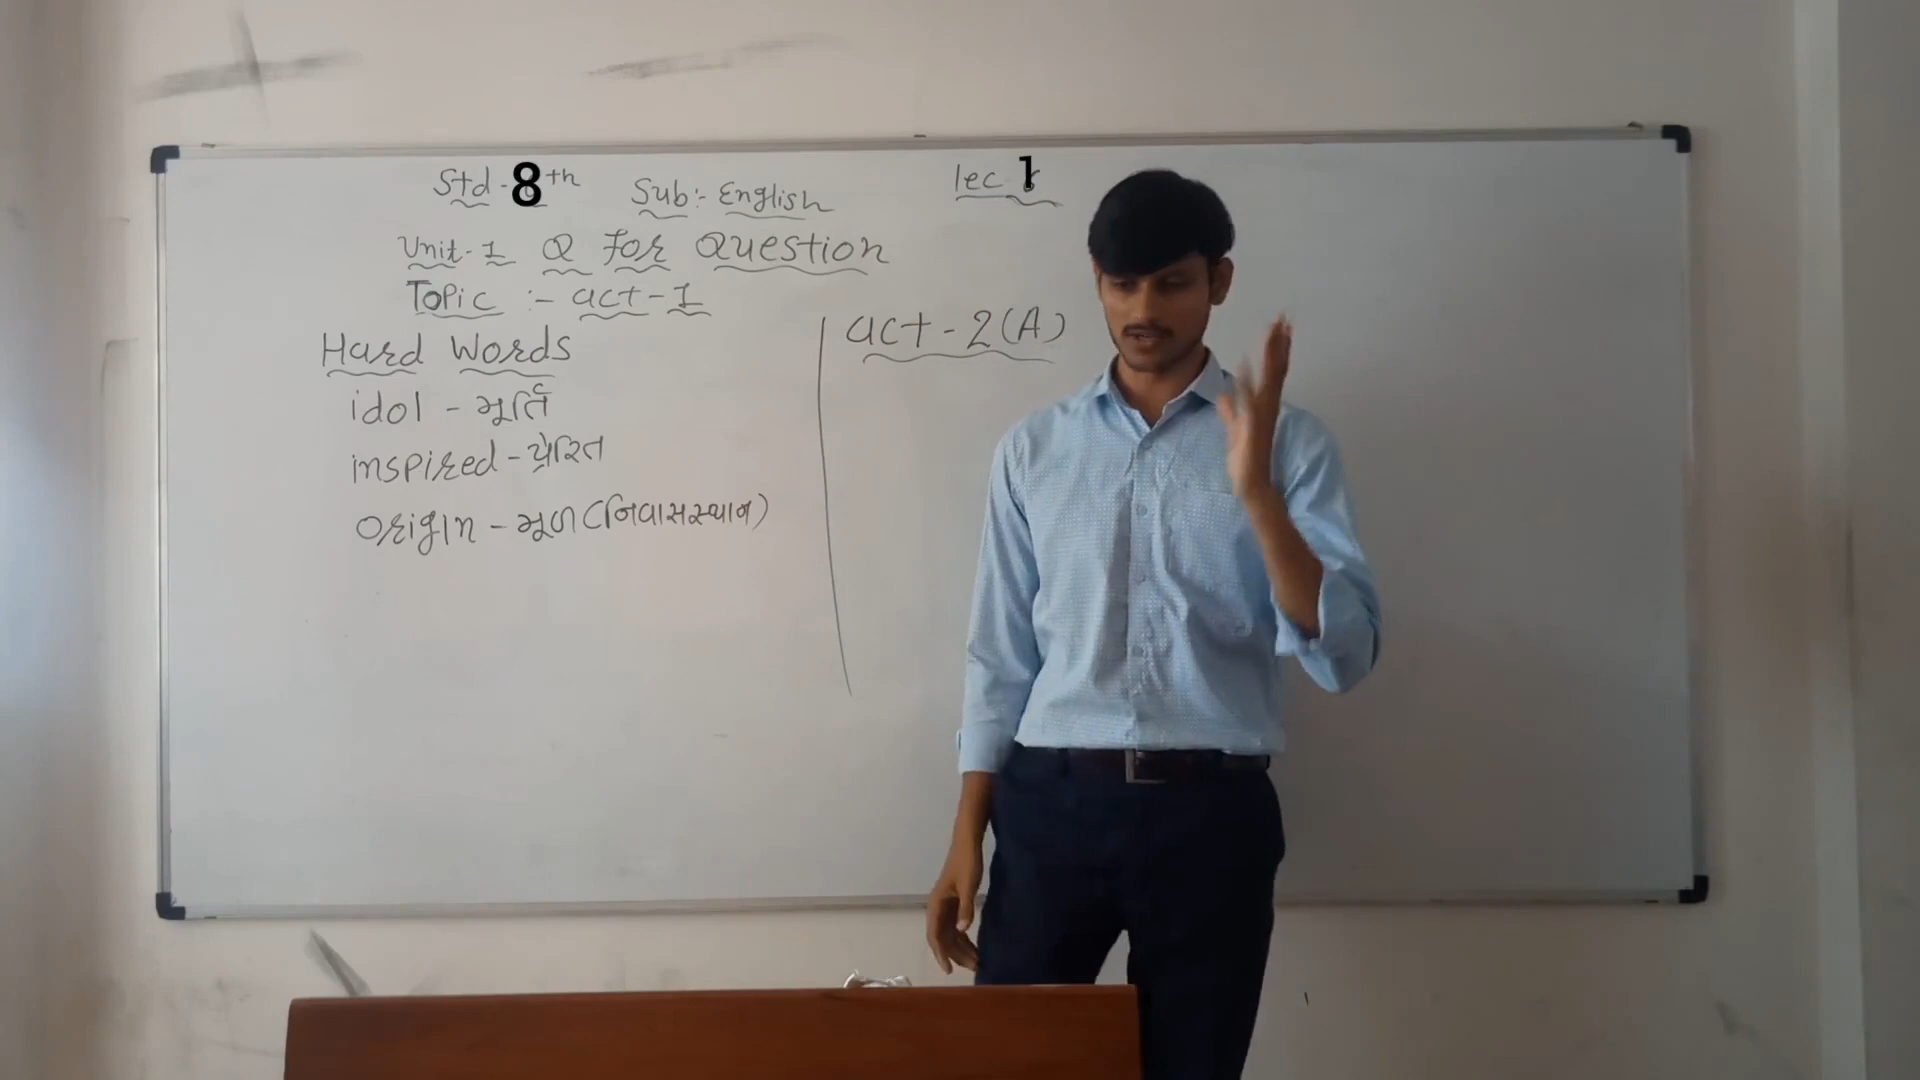 Std - 8th Sub:- English lec 1
Unit-1 Q for Question
Topic :- act-1
Hard Words
idol - મૂર્તિ
inspired - પ્રેરિત
origin - મૂળ (નિવાસસ્થાન)
act - 2(A)